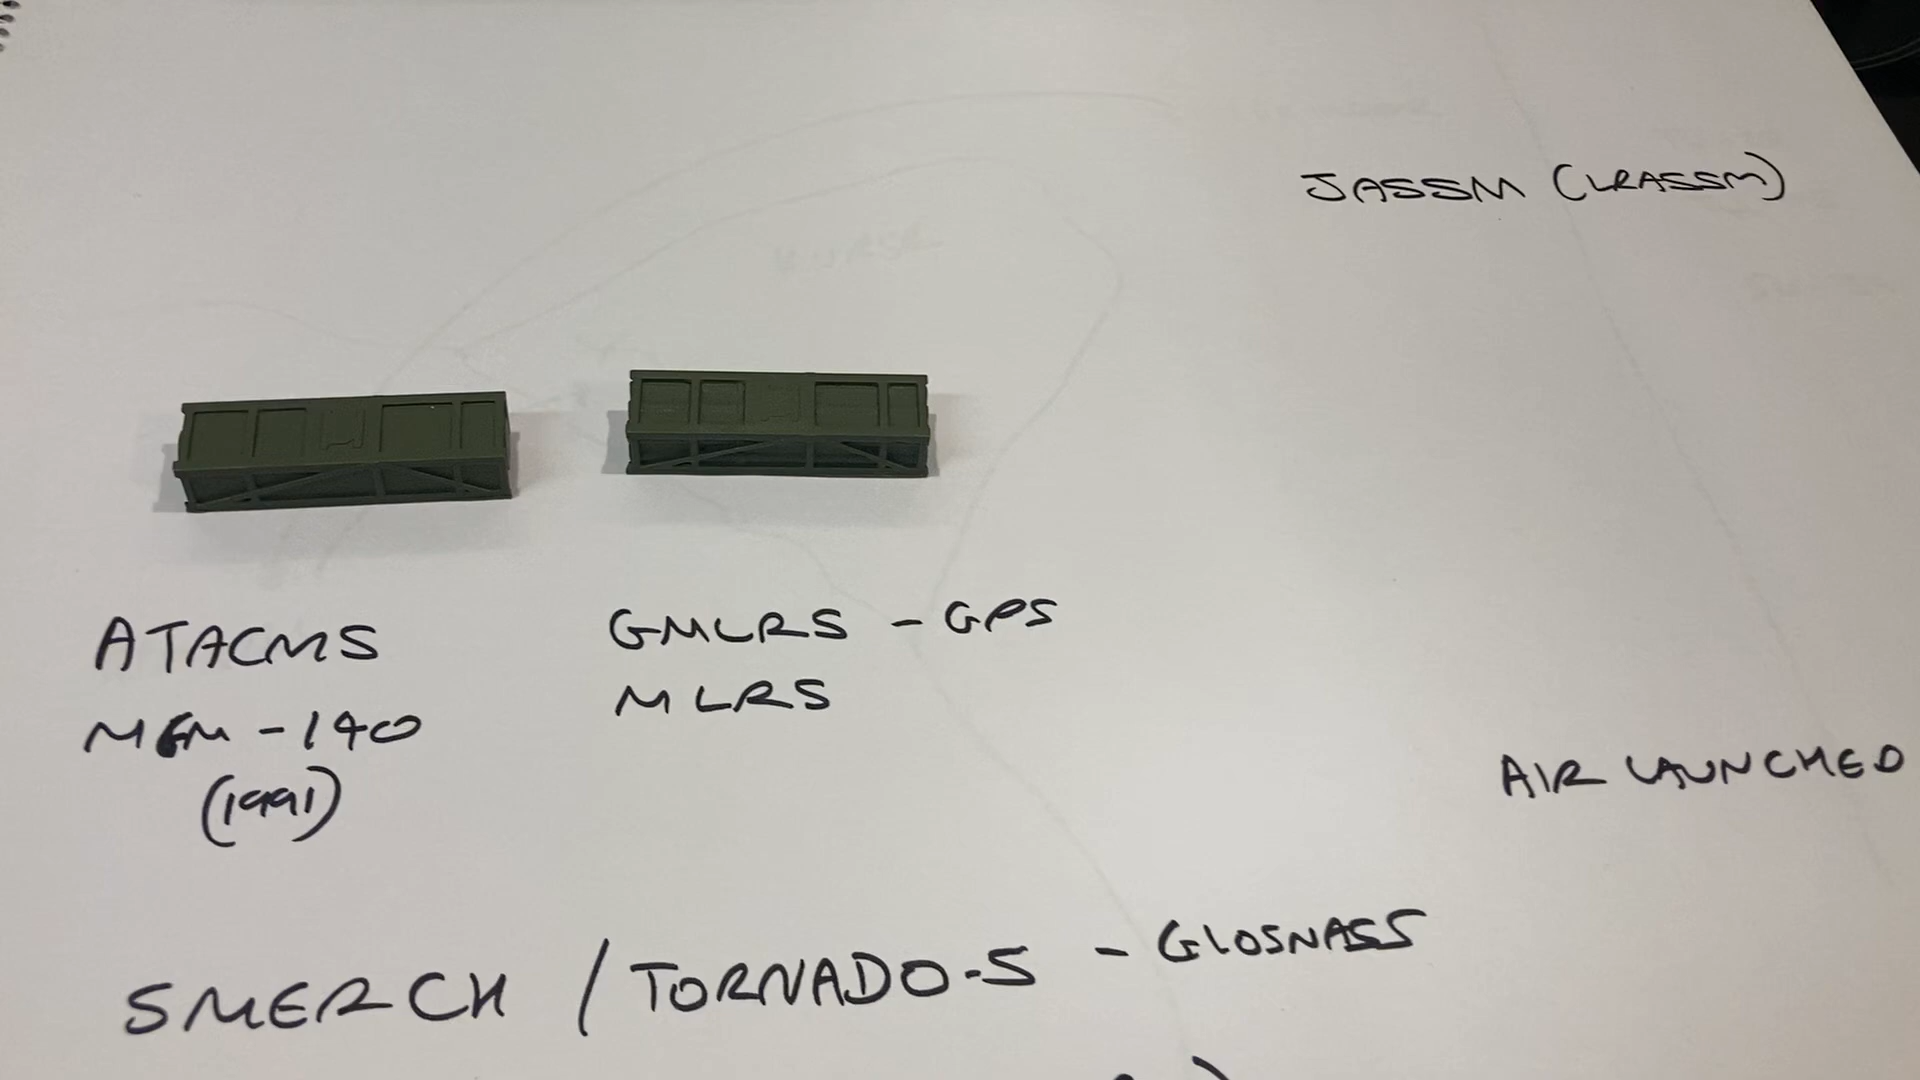 JASSM (LRASSM)
ATACMS
MGM-140
(1991)
GMLRS - GPS
MLRS
AIR LAUNCHED
SMERCH / TORNADO-S - GLOSNASS